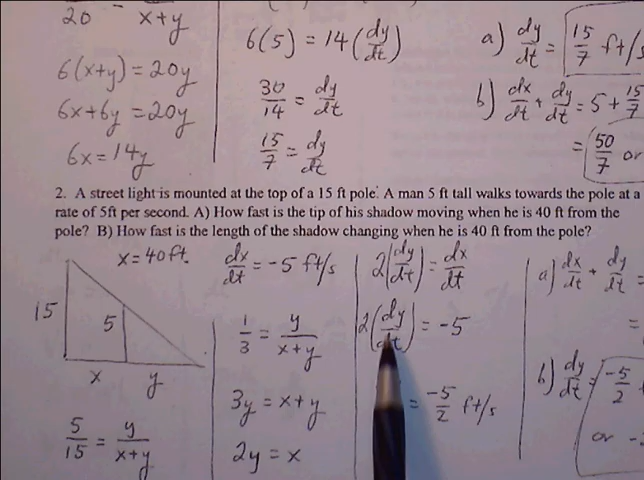 20   x+y
6(x+y) = 20y
6x+6y = 20y
6x = 14y
6(5) = 14(dy/dt)
30/14 = dy/dt
15/7 = dy/dt
a) dy/dt = 15/7 ft/s
b) dx/dt + dy/dt = 5 + 15/7
= 50/7 or
2. A street light is mounted at the top of a 15 ft pole. A man 5 ft tall walks towards the pole at a
rate of 5ft per second. A) How fast is the tip of his shadow moving when he is 40 ft from the
pole? B) How fast is the length of the shadow changing when he is 40 ft from the pole?
x = 40 ft.
15
5
x
y
5/15 = y/x+y
dx/dt = -5 ft/s
1/3 = y/x+y
3y = x+y
2y = x
2(dy/dt) = dx/dt
2(dy/dt) = -5
= -5/2 ft/s
a) dx/dt + dy/dt =
=
b) dy/dt = -5/2
or -